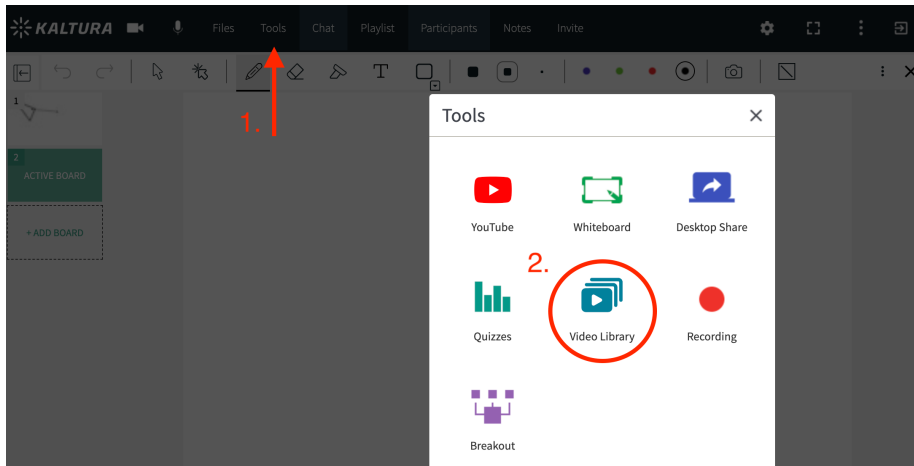 KALTURA Files Tools Chat Playlist Participants Notes Invite
T
1
1.
2
ACTIVE BOARD
+ ADD BOARD
Tools
YouTube Whiteboard Desktop Share
2.
Quizzes Video Library Recording
Breakout